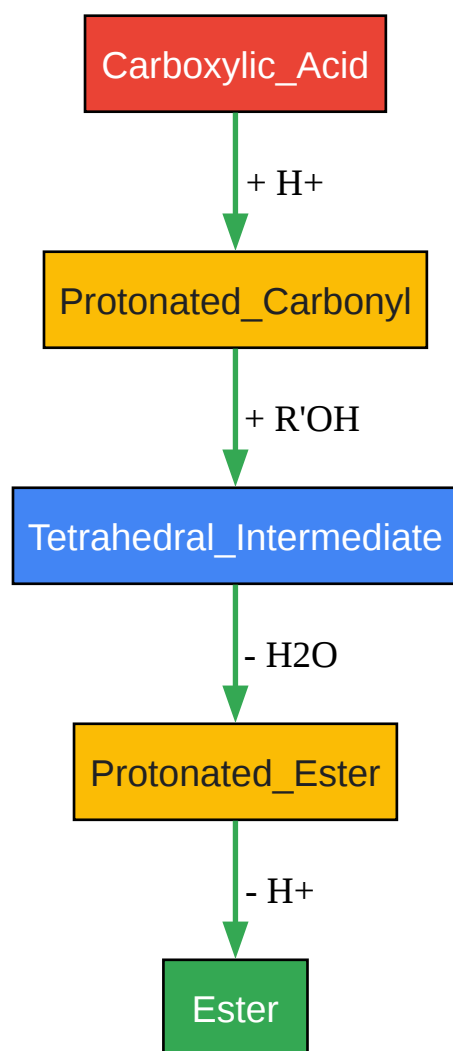 Carboxylic_Acid
+ H+
Protonated_Carbonyl
+ R'OH
Tetrahedral_Intermediate
- H2O
Protonated_Ester
- H+
Ester